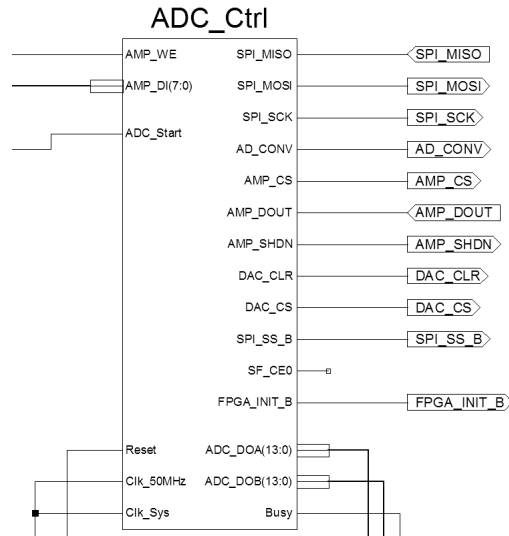 ADC_Ctrl
AMP_WE SPI_MISO SPI_MISO
AMP_DI(7:0) SPI_MOSI SPI_MOSI
SPI_SCK SPI_SCK
ADC_Start
AD_CONV AD_CONV
AMP_CS AMP_CS
AMP_DOUT AMP_DOUT
AMP_SHDN AMP_SHDN
DAC_CLR DAC_CLR
DAC_CS DAC_CS
SPI_SS_B SPI_SS_B
SF_CE0
FPGA_INIT_B FPGA_INIT_B
Reset ADC_DOA(13:0)
Clk_50MHz ADC_DOB(13:0)
Clk_Sys Busy